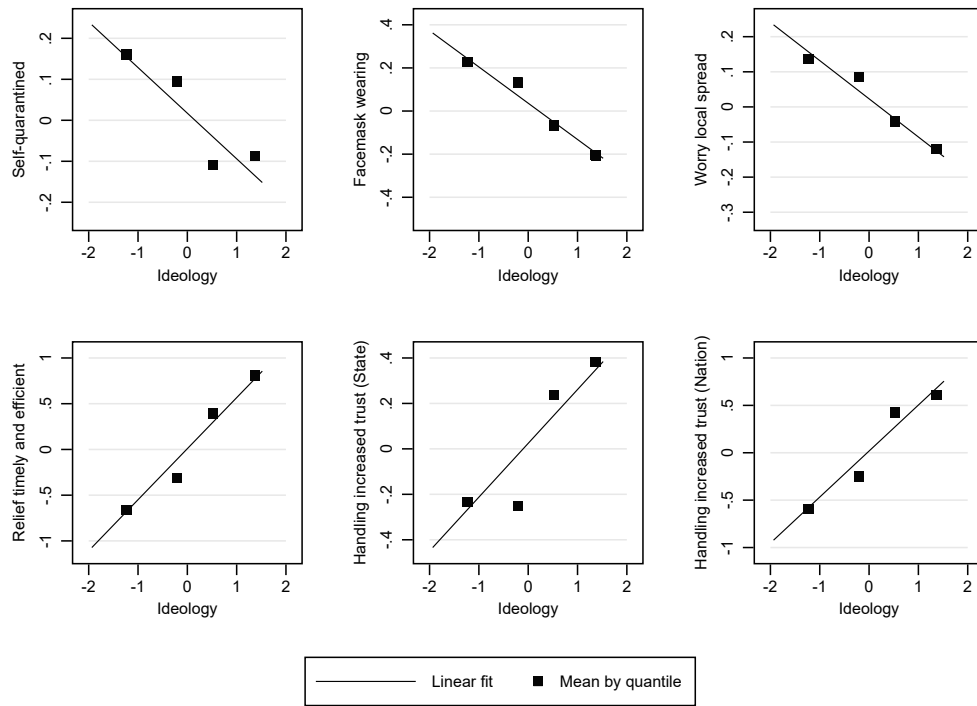 Self-quarantined
.2
.1
0
-.1
-.2
-2 -1 0 1 2
Ideology
Facemask wearing
.4
.2
0
-.2
-.4
-2 -1 0 1 2
Ideology
Worry local spread
.2
.1
0
-.1
-.2
-.3
-2 -1 0 1 2
Ideology
Relief timely and efficient
1
.5
0
-.5
-1
-2 -1 0 1 2
Ideology
Handling increased trust (State)
.4
.2
0
-.2
-.4
-2 -1 0 1 2
Ideology
Handling increased trust (Nation)
1
.5
0
-.5
-1
-2 -1 0 1 2
Ideology
Linear fit Mean by quantile